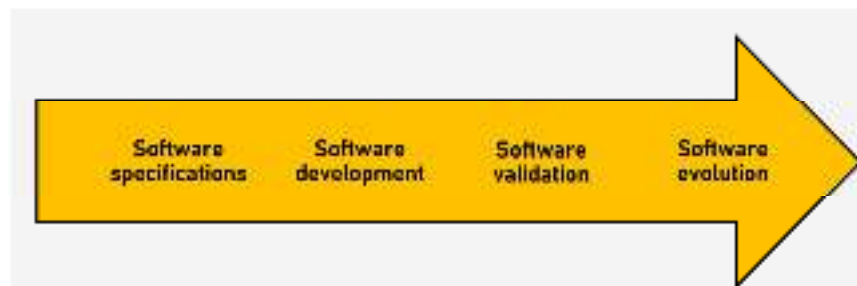 Software
specifications
Software
development
Software
validation
Software
evolution